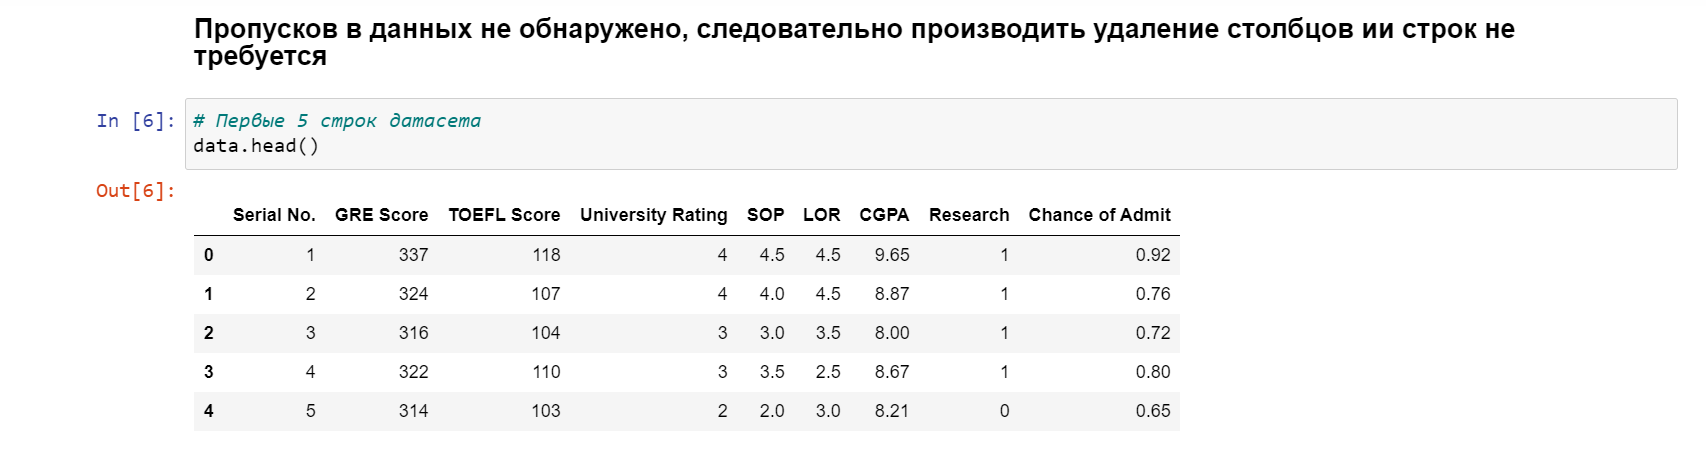 Пропусков в данных не обнаружено, следовательно производить удаление столбцов ии строк не
требуется
In [6]: # Первые 5 строк датасета
data.head()
Out[6]:
Serial No. GRE Score TOEFL Score University Rating SOP LOR CGPA Research Chance of Admit
0 1 337 118 4 4.5 4.5 9.65 1 0.92
1 2 324 107 4 4.0 4.5 8.87 1 0.76
2 3 316 104 3 3.0 3.5 8.00 1 0.72
3 4 322 110 3 3.5 2.5 8.67 1 0.80
4 5 314 103 2 2.0 3.0 8.21 0 0.65